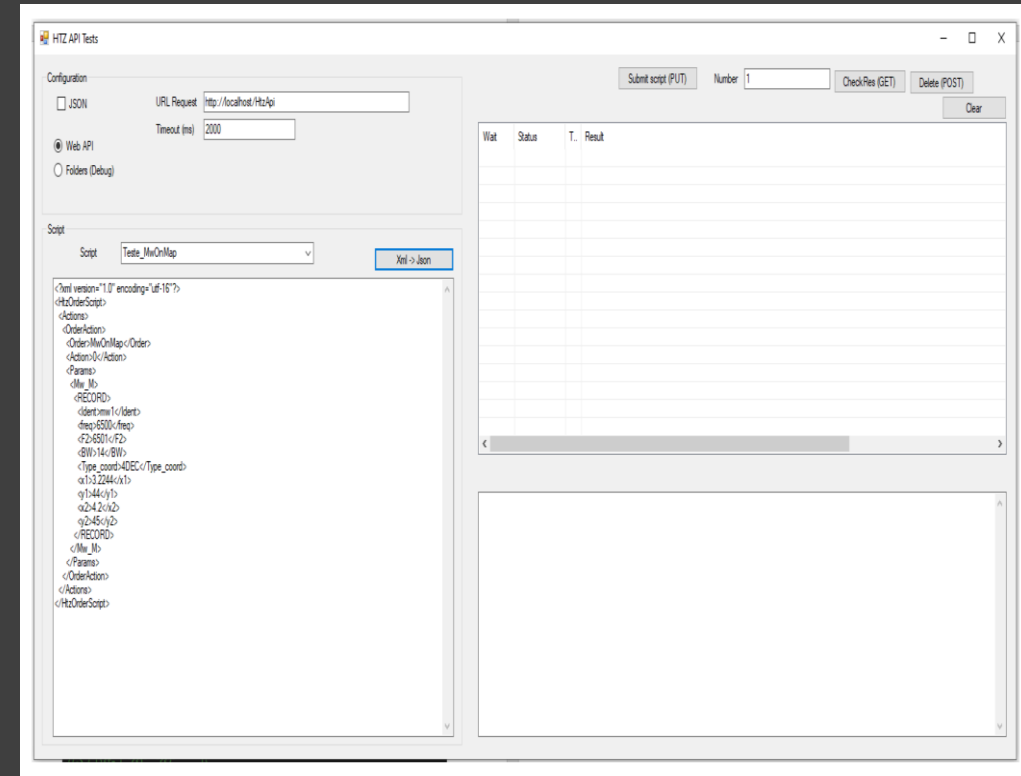 HTZ API Tests
Configuration
JSON
URL Request http://localhost/HtzApi
Timeout (ms) 2000
Web API
Folders (Debug)
Submit script (PUT) Number 1 CheckRes (GET) Delete (POST)
Clear
Wait Status T... Result
Script
Script Teste_MwOnMap Xml -> Json
<?xml version="1.0" encoding="utf-16"?>
<HtzOrderScript>
<Actions>
<OrderAction>
<Order>MwOnMap</Order>
<Action>0</Action>
<Params>
<Mw_M>
<RECORD>
<Ident>mw1</Ident>
<freq>6500</freq>
<F2>6501</F2>
<BW>14</BW>
<Type_coord>4DEC</Type_coord>
<x1>3.2244</x1>
<y1>44</y1>
<x2>4.2</x2>
<y2>45</y2>
</RECORD>
</Mw_M>
</Params>
</OrderAction>
</Actions>
</HtzOrderScript>